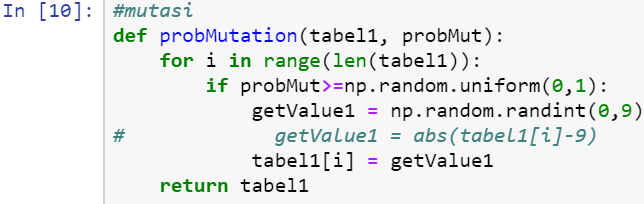 In [10]: #mutasi
def probMutation(tabel1, probMut):
    for i in range(len(tabel1)):
        if probMut>=np.random.uniform(0,1):
            getValue1 = np.random.randint(0,9)
#             getValue1 = abs(tabel1[i]-9)
            tabel1[i] = getValue1
    return tabel1